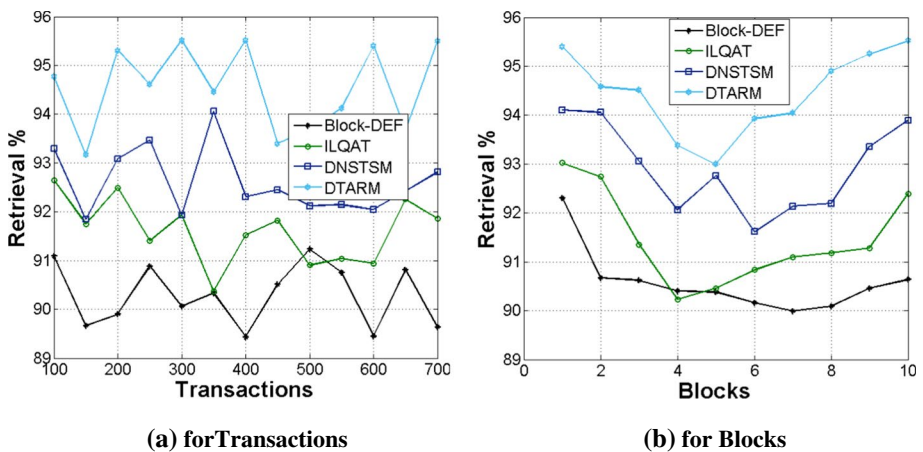 96
95
94
93
92
91
90
89
Retrieval %
Block-DEF
ILQAT
DNSTSM
DTARM
100 200 300 400 500 600 700
Transactions
(a) forTransactions
96
95
94
93
92
91
90
89
Retrieval %
Block-DEF
ILQAT
DNSTSM
DTARM
0 2 4 6 8 10
Blocks
(b) for Blocks